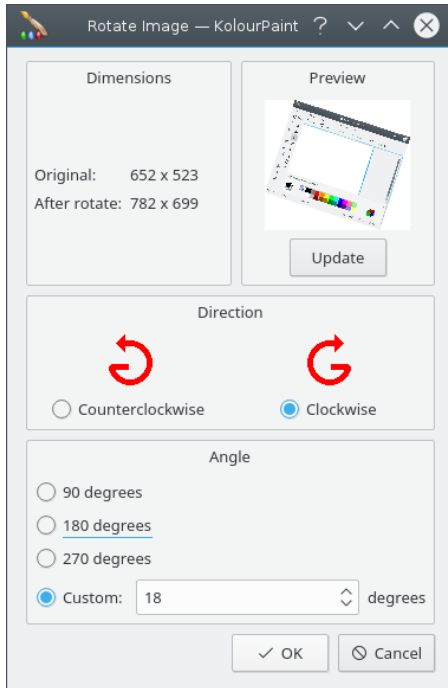 Rotate Image — KolourPaint
Dimensions
Original: 652 x 523
After rotate: 782 x 699
Preview
Update
Direction
Counterclockwise
Clockwise
Angle
90 degrees
180 degrees
270 degrees
Custom: 18 degrees
OK
Cancel